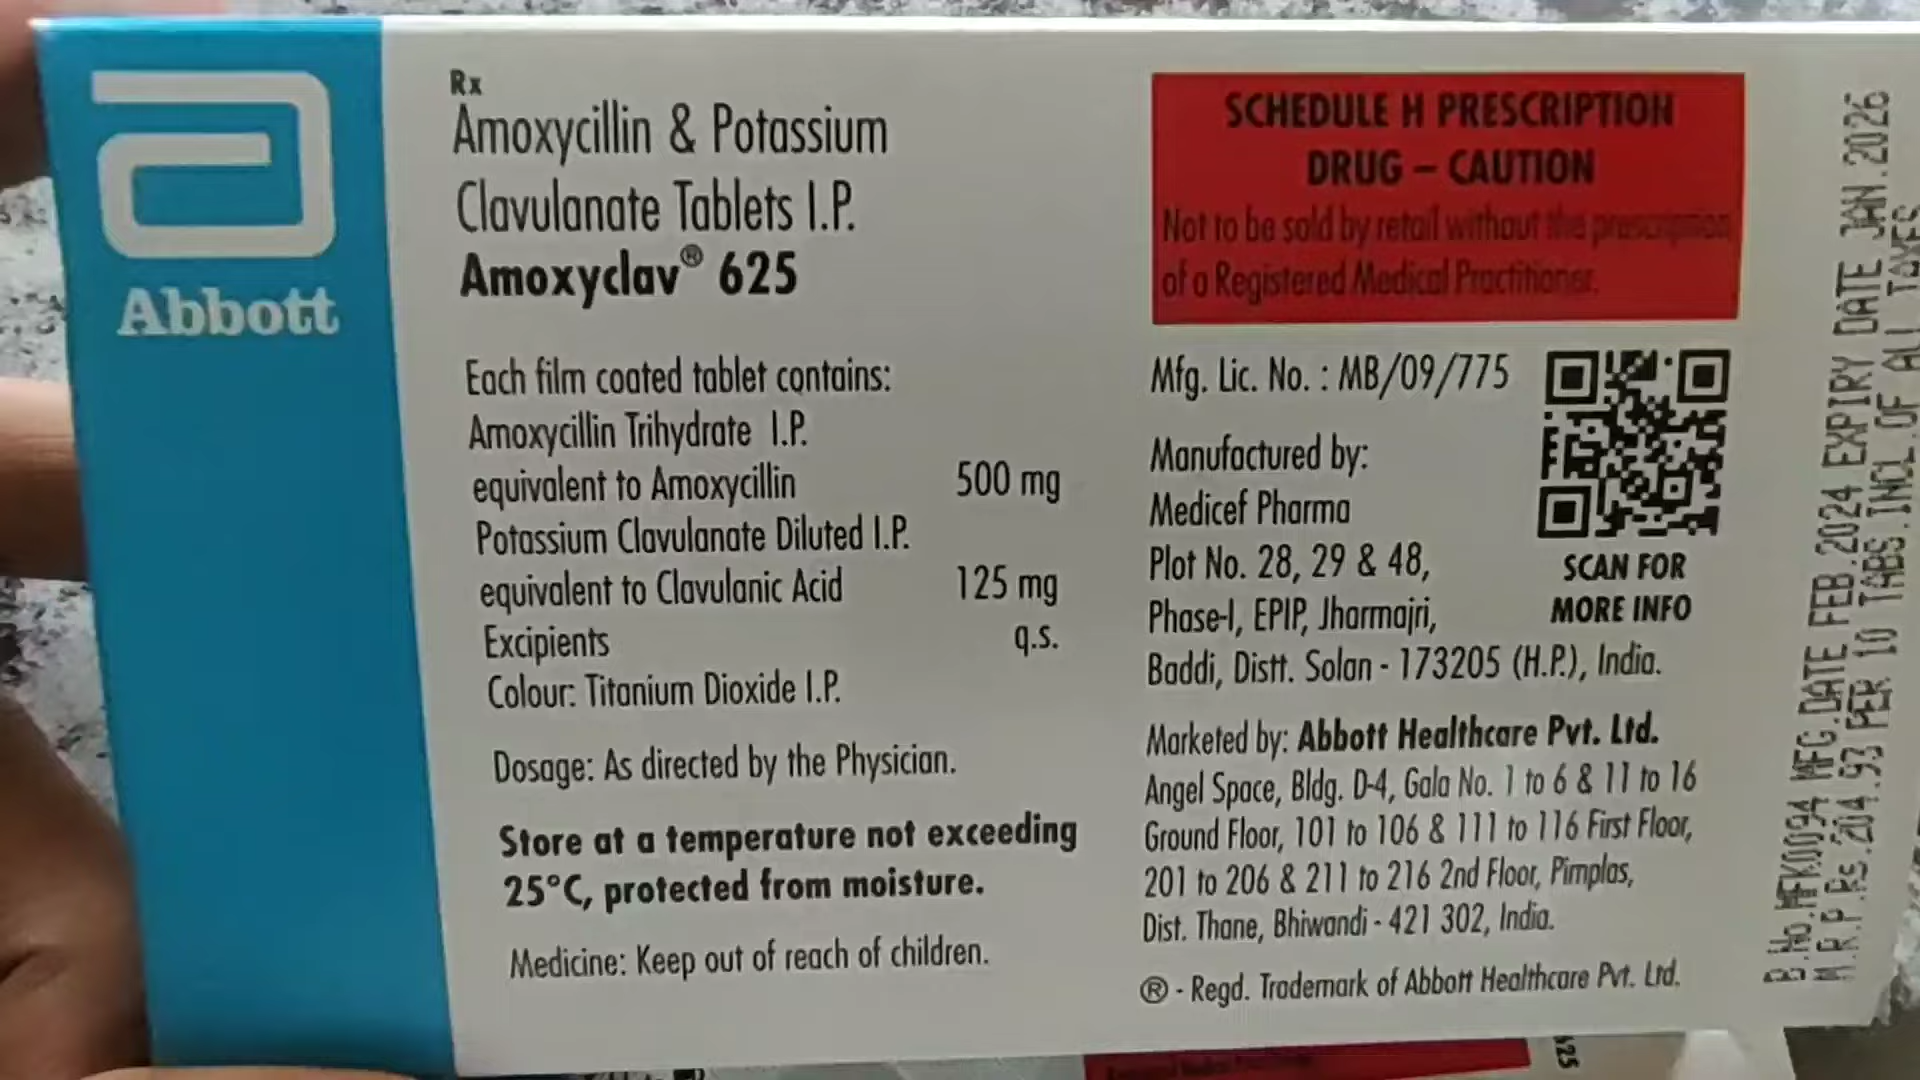 Abbott
Rx
Amoxycillin & Potassium
Clavulanate Tablets I.P.
Amoxyclav® 625
Each film coated tablet contains:
Amoxycillin Trihydrate I.P.
equivalent to Amoxycillin 500 mg
Potassium Clavulanate Diluted I.P.
equivalent to Clavulanic Acid 125 mg
Excipients q.s.
Colour: Titanium Dioxide I.P.
Dosage: As directed by the Physician.
Store at a temperature not exceeding
25°C, protected from moisture.
Medicine: Keep out of reach of children.
SCHEDULE H PRESCRIPTION
DRUG – CAUTION
Not to be sold by retail without the prescription
of a Registered Medical Practitioner.
Mfg. Lic. No. : MB/09/775
Manufactured by:
Medicef Pharma
Plot No. 28, 29 & 48,
Phase-I, EPIP, Jharmajri,
Baddi, Distt. Solan - 173205 (H.P.), India.
SCAN FOR
MORE INFO
Marketed by: Abbott Healthcare Pvt. Ltd.
Angel Space, Bldg. D-4, Gala No. 1 to 6 & 11 to 16
Ground Floor, 101 to 106 & 111 to 116 First Floor,
201 to 206 & 211 to 216 2nd Floor, Pimplas,
Dist. Thane, Bhiwandi - 421 302, India.
® - Regd. Trademark of Abbott Healthcare Pvt. Ltd.
B.No. MFG.DATE FEB.2024 EXPIRY DATE JAN.2026
M.R.P.Rs.204.93 PER 10 TABS.INCL.OF ALL TAXES
625